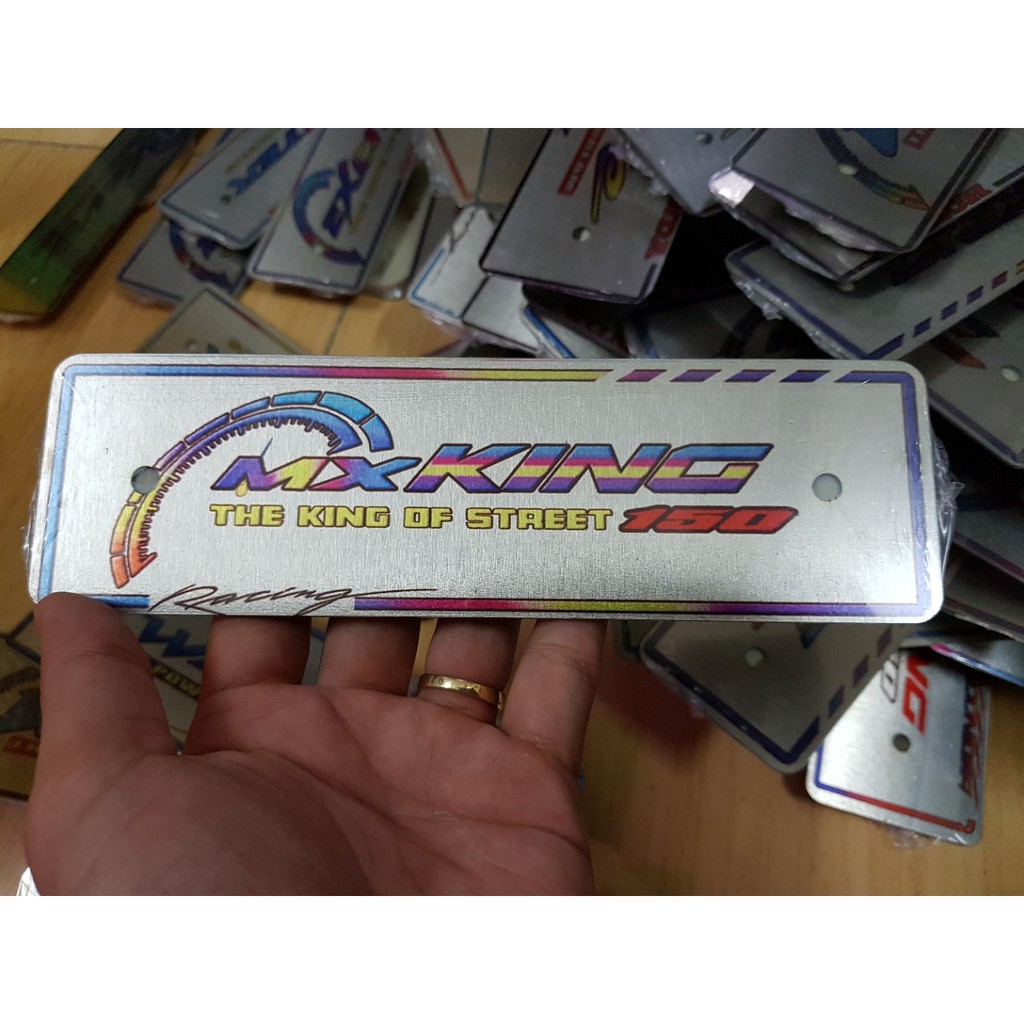 MXKING
THE KING OF STREET 150
Racing